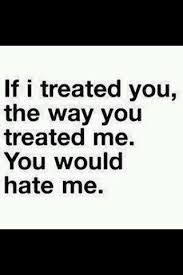 If i treated you,
the way you
treated me.
You would
hate me.